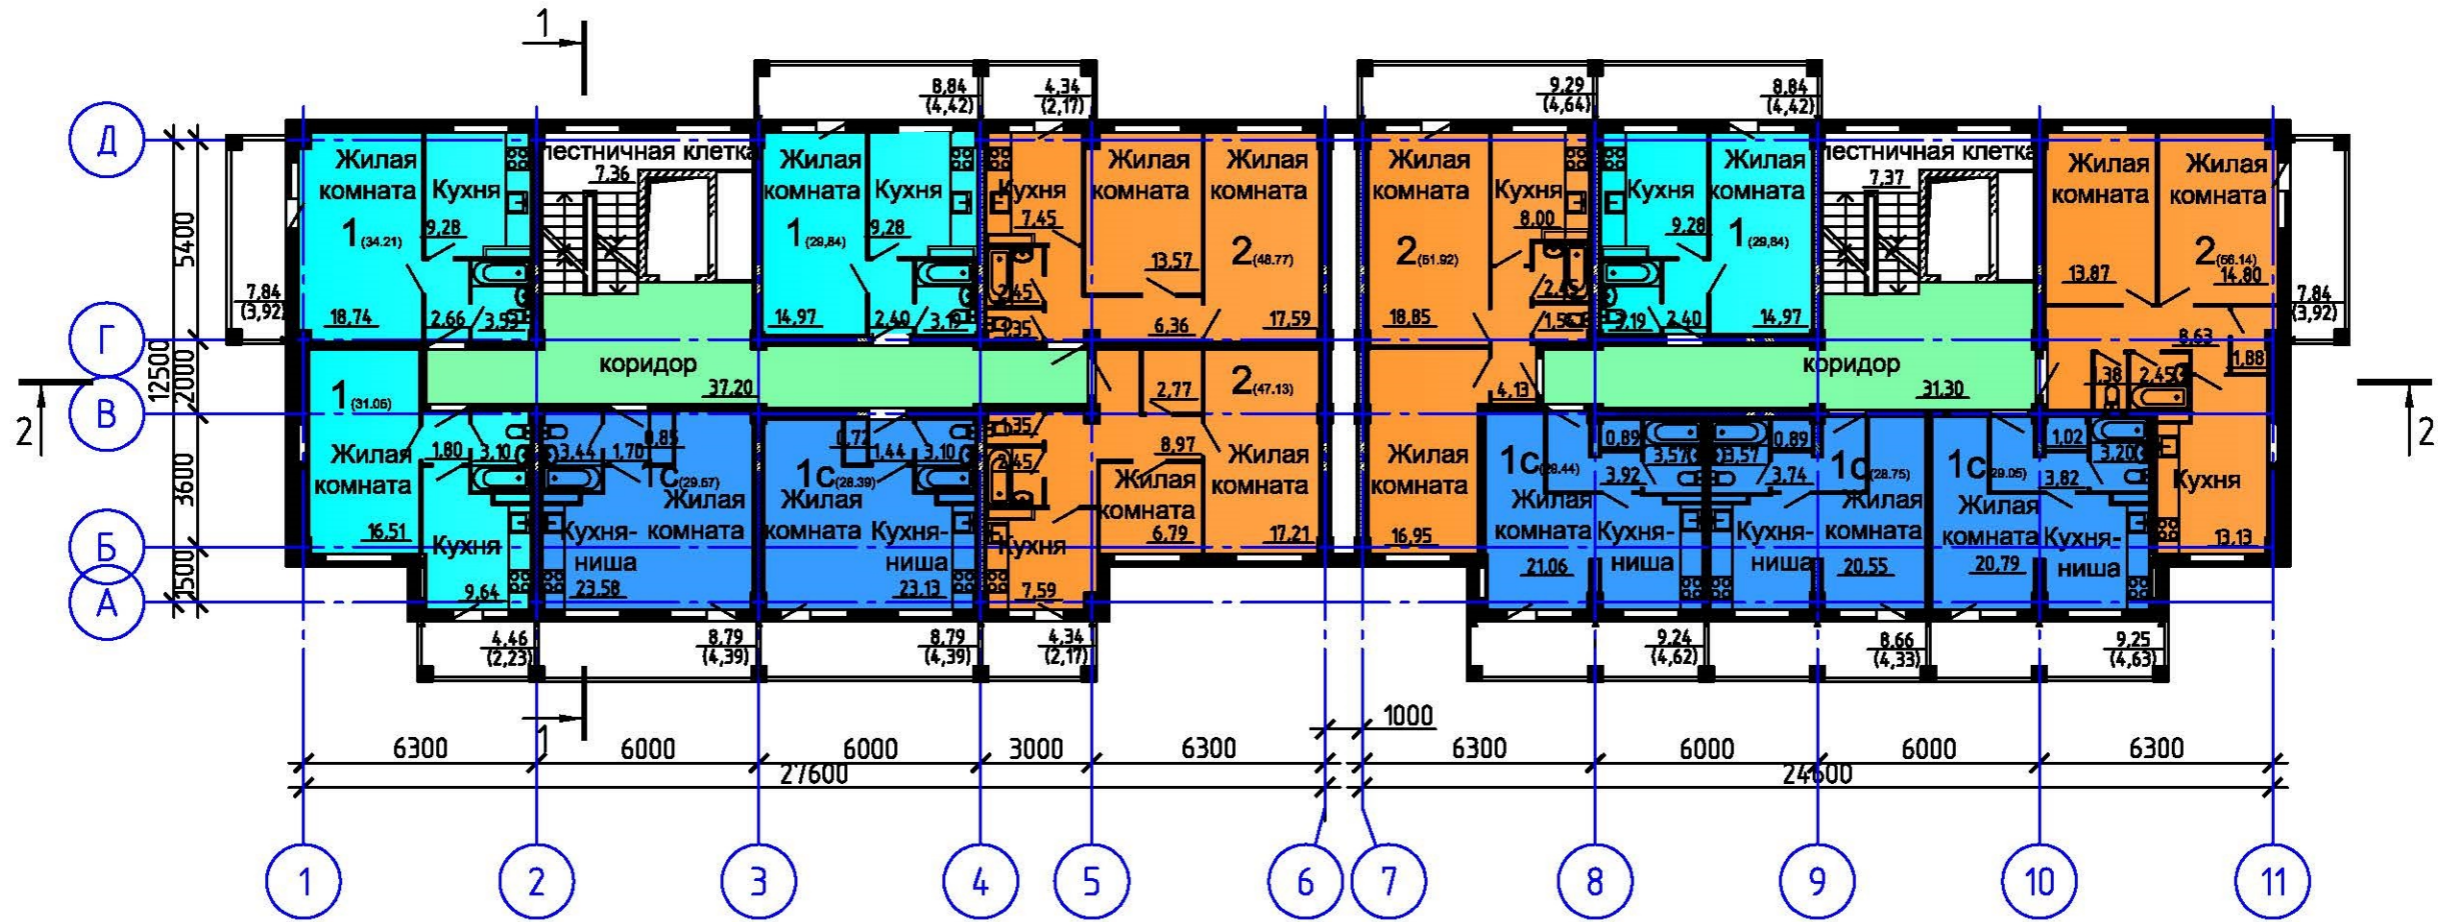 1
8,84
(4,42)
4,34
(2,17)
9,29
(4,64)
8,84
(4,42)
Д
Жилая
комната
Кухня
1(34.21)
9,28
18,74
2,66
7,84
(3,92)
лестничная клетка
7,36
Жилая
комната
Кухня
1(29,84)
9,28
14,97
2,40
3,19
Кухня
7,45
2,45
1,35
Жилая
комната
13,57
6,36
Жилая
комната
2(48.77)
17,59
Жилая
комната
2(51.92)
18,85
Кухня
8,00
2,45
Кухня
9,28
3,19
2,40
Жилая
комната
1(29,84)
14,97
лестничная клетка
7,37
Жилая
комната
13,87
Жилая
комната
2(56.14)
14,80
8,63
1,88
7,84
(3,92)
5400
Г
12500
2000
В
3600
Б
1500
А
2
2
коридор
37,20
коридор
31,30
1(31.05)
Жилая
комната
16,51
1,80
3,10
Кухня
9,64
3,44
1,70
0,85
1с(29.57)
Жилая
комната
Кухня-
ниша
23,58
0,72
1,44
3,10
1с(28.39)
Жилая
комната
Кухня-
ниша
23,13
1,35
2,45
Кухня
7,59
2,77
8,97
Жилая
комната
6,79
2(47.13)
Жилая
комната
17,21
4,13
Жилая
комната
16,95
1с(28.44)
0,89
3,57
3,92
Жилая
комната
Кухня-
ниша
21,06
3,57
0,89
3,74
1с(28.75)
Жилая
комната
Кухня-
ниша
20,55
1с(29.05)
1,02
3,20
3,82
Жилая
комната
Кухня-
ниша
20,79
1,38
2,45
Кухня
13,13
4,46
(2,23)
8,79
(4,39)
8,79
(4,39)
4,34
(2,17)
9,24
(4,62)
8,66
(4,33)
9,25
(4,63)
1
6300
6000
6000
3000
6300
1000
6300
6000
6000
6300
27600
24600
1
2
3
4
5
6
7
8
9
10
11